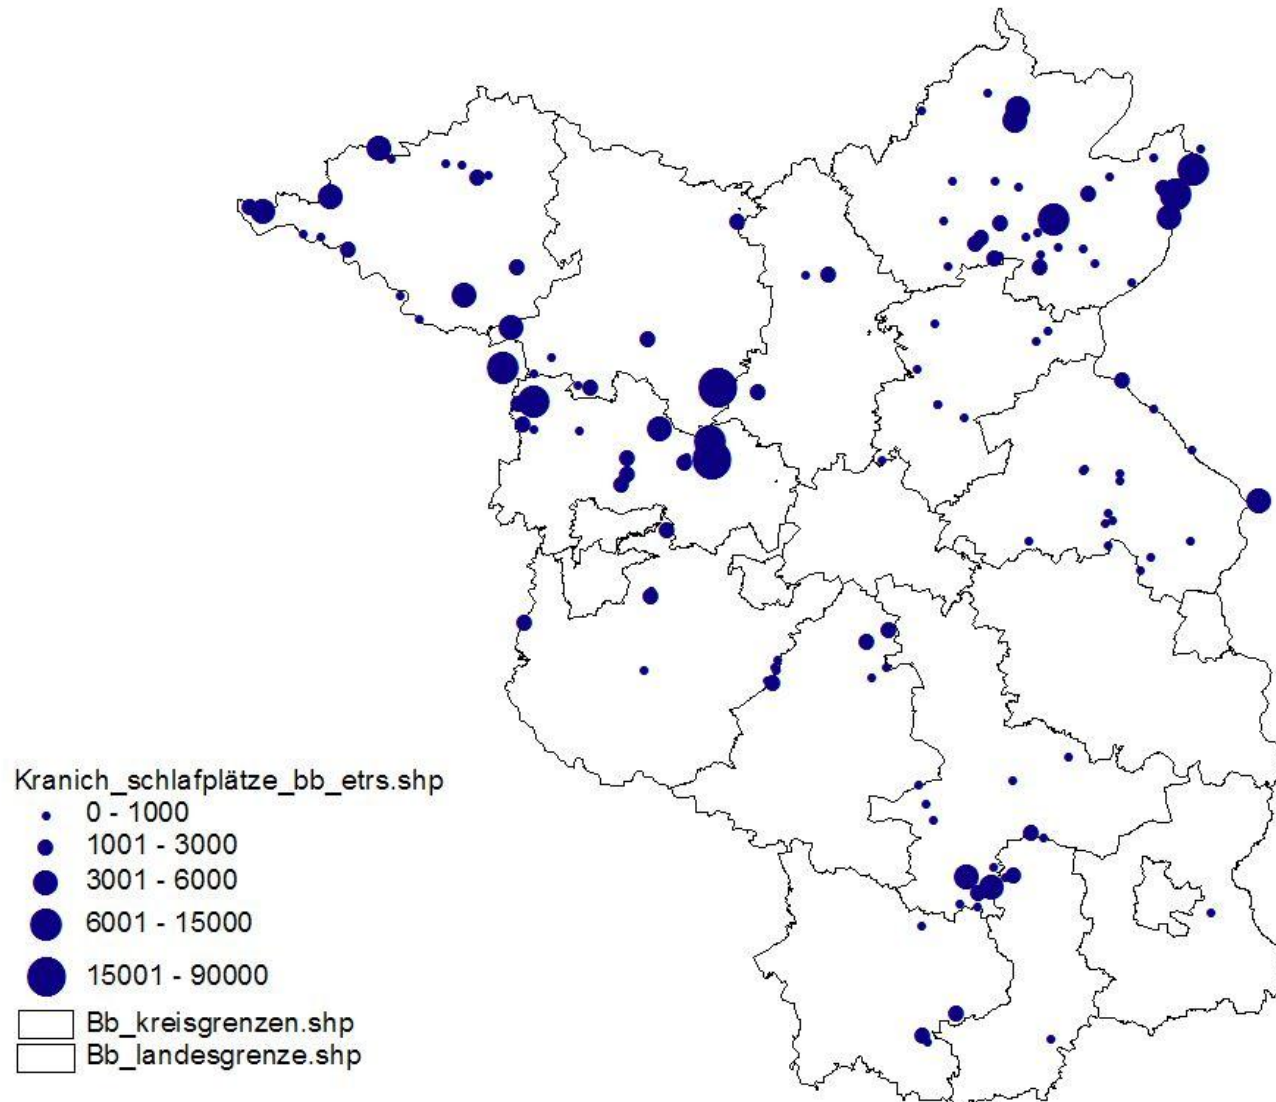 Kranich_schlafplätze_bb_etrs.shp
0 - 1000
1001 - 3000
3001 - 6000
6001 - 15000
15001 - 90000
Bb_kreisgrenzen.shp
Bb_landesgrenze.shp